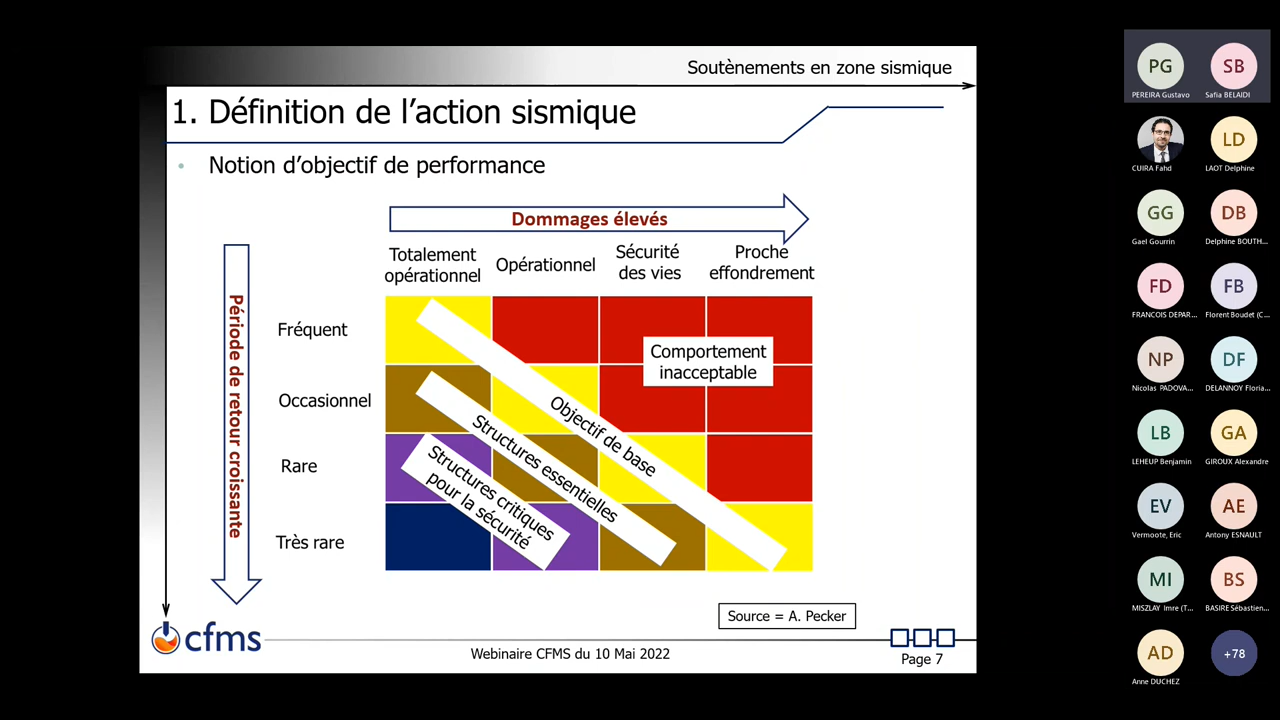 Soutènements en zone sismique
1. Définition de l’action sismique
• Notion d’objectif de performance
Dommages élevés
Totalement
opérationnel
Opérationnel
Sécurité
des vies
Proche
effondrement
Période de retour croissante
Fréquent
Occasionnel
Rare
Très rare
Comportement
inacceptable
Objectif de base
Structures essentielles
Structures critiques
pour la sécurité
Source = A. Pecker
cfms
Webinaire CFMS du 10 Mai 2022
Page 7
PG
PEREIRA Gustavo
SB
Safia BELAIDI
CUIRA Fahd
LD
LAOT Delphine
GG
Gael Gourrin
DB
Delphine BOUTH...
FD
FRANCOIS DEPAR...
FB
Florent Boudet (C...
NP
Nicolas PADOVA...
DF
DELANNOY Floria...
LB
LEHEUP Benjamin
GA
GIROUX Alexandre
EV
Vermoote, Eric
AE
Antony ESNAULT
MI
MISZLAY Imre (T...
BS
BASIRE Sébastien...
AD
Anne DUCHEZ
+78